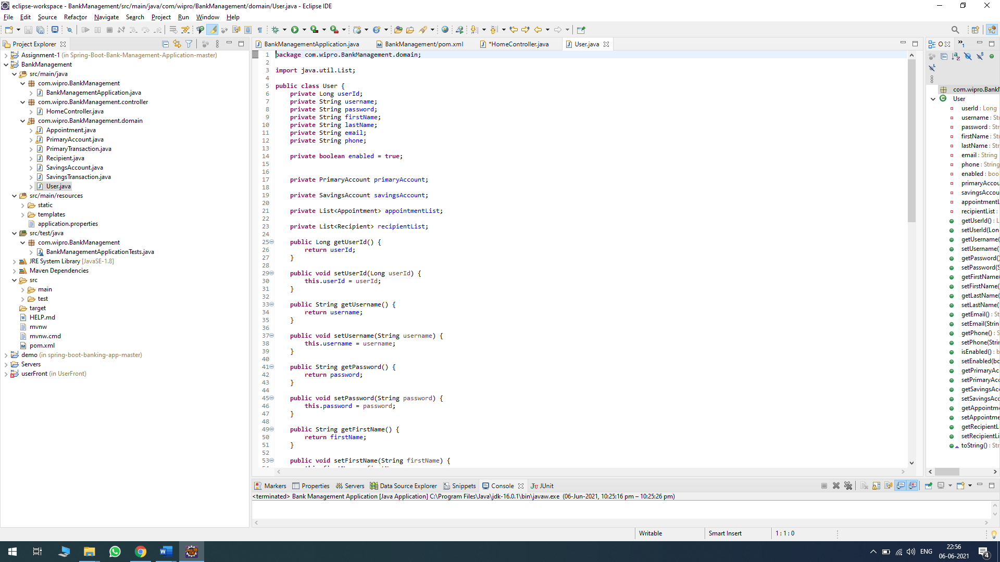 eclipse-workspace - BankManagement/src/main/java/com/wipro/BankManagement/domain/User.java - Eclipse IDE
File Edit Source Refactor Navigate Search Project Run Window Help
Project Explorer
BankManagementApplication.java BankManagement/pom.xml *HomeController.java User.java
Assignment-1 (in Spring-Boot-Bank-Management-Application-master)
BankManagement
src/main/java
com.wipro.BankManagement
BankManagementApplication.java
com.wipro.BankManagement.controller
HomeController.java
com.wipro.BankManagement.domain
Appointment.java
PrimaryAccount.java
PrimaryTransaction.java
Recipient.java
SavingsAccount.java
SavingsTransaction.java
User.java
src/main/resources
static
templates
application.properties
src/test/java
com.wipro.BankManagement
BankManagementApplicationTests.java
JRE System Library [JavaSE-1.8]
Maven Dependencies
src
main
test
target
HELP.md
mvnw
mvnw.cmd
pom.xml
demo (in spring-boot-banking-app-master)
Servers
userFront (in UserFront)
1 package com.wipro.BankManagement.domain;
2
3 import java.util.List;
4
5 public class User {
6 private Long userId;
7 private String username;
8 private String password;
9 private String firstName;
10 private String lastName;
11 private String email;
12 private String phone;
13
14 private boolean enabled = true;
15
16
17 private PrimaryAccount primaryAccount;
18
19 private SavingsAccount savingsAccount;
20
21 private List<Appointment> appointmentList;
22
23 private List<Recipient> recipientList;
24
25 public Long getUserId() {
26 return userId;
27 }
28
29 public void setUserId(Long userId) {
30 this.userId = userId;
31 }
32
33 public String getUsername() {
34 return username;
35 }
36
37 public void setUsername(String username) {
38 this.username = username;
39 }
40
41 public String getPassword() {
42 return password;
43 }
44
45 public void setPassword(String password) {
46 this.password = password;
47 }
48
49 public String getFirstName() {
50 return firstName;
51 }
52
53 public void setFirstName(String firstName) {
O
com.wipro.BankM
User
userId : Long
username : Str
password : Str
firstName : Str
lastName : Str
email : String
phone : String
enabled : bool
primaryAccou
savingsAccou
appointmentL
recipientList :
getUserId() : L
setUserId(Lon
getUsername(
setUsername(
getPassword()
setPassword(S
getFirstName(
setFirstName(
getLastName(
setLastName(
getEmail() : St
setEmail(Strin
getPhone() : S
setPhone(Stri
isEnabled() : b
setEnabled(bo
getPrimaryAc
setPrimaryAcc
getSavingsAc
setSavingsAcc
getAppointme
setAppointme
getRecipientLi
setRecipientLi
toString() : Str
Markers Properties Servers Data Source Explorer Snippets Console JUnit
<terminated> Bank Management Application [Java Application] C:\Program Files\Java\jdk-16.0.1\bin\javaw.exe (06-Jun-2021, 10:25:16 pm – 10:25:26 pm)
Writable Smart Insert 1 : 1 : 0
ENG 22:56
06-06-2021
4